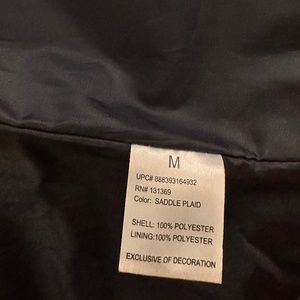 M
UPC# 888393164932
RN# 131369
Color: SADDLE PLAID
SHELL: 100% POLYESTER
LINING:100% POLYESTER
EXCLUSIVE OF DECORATION